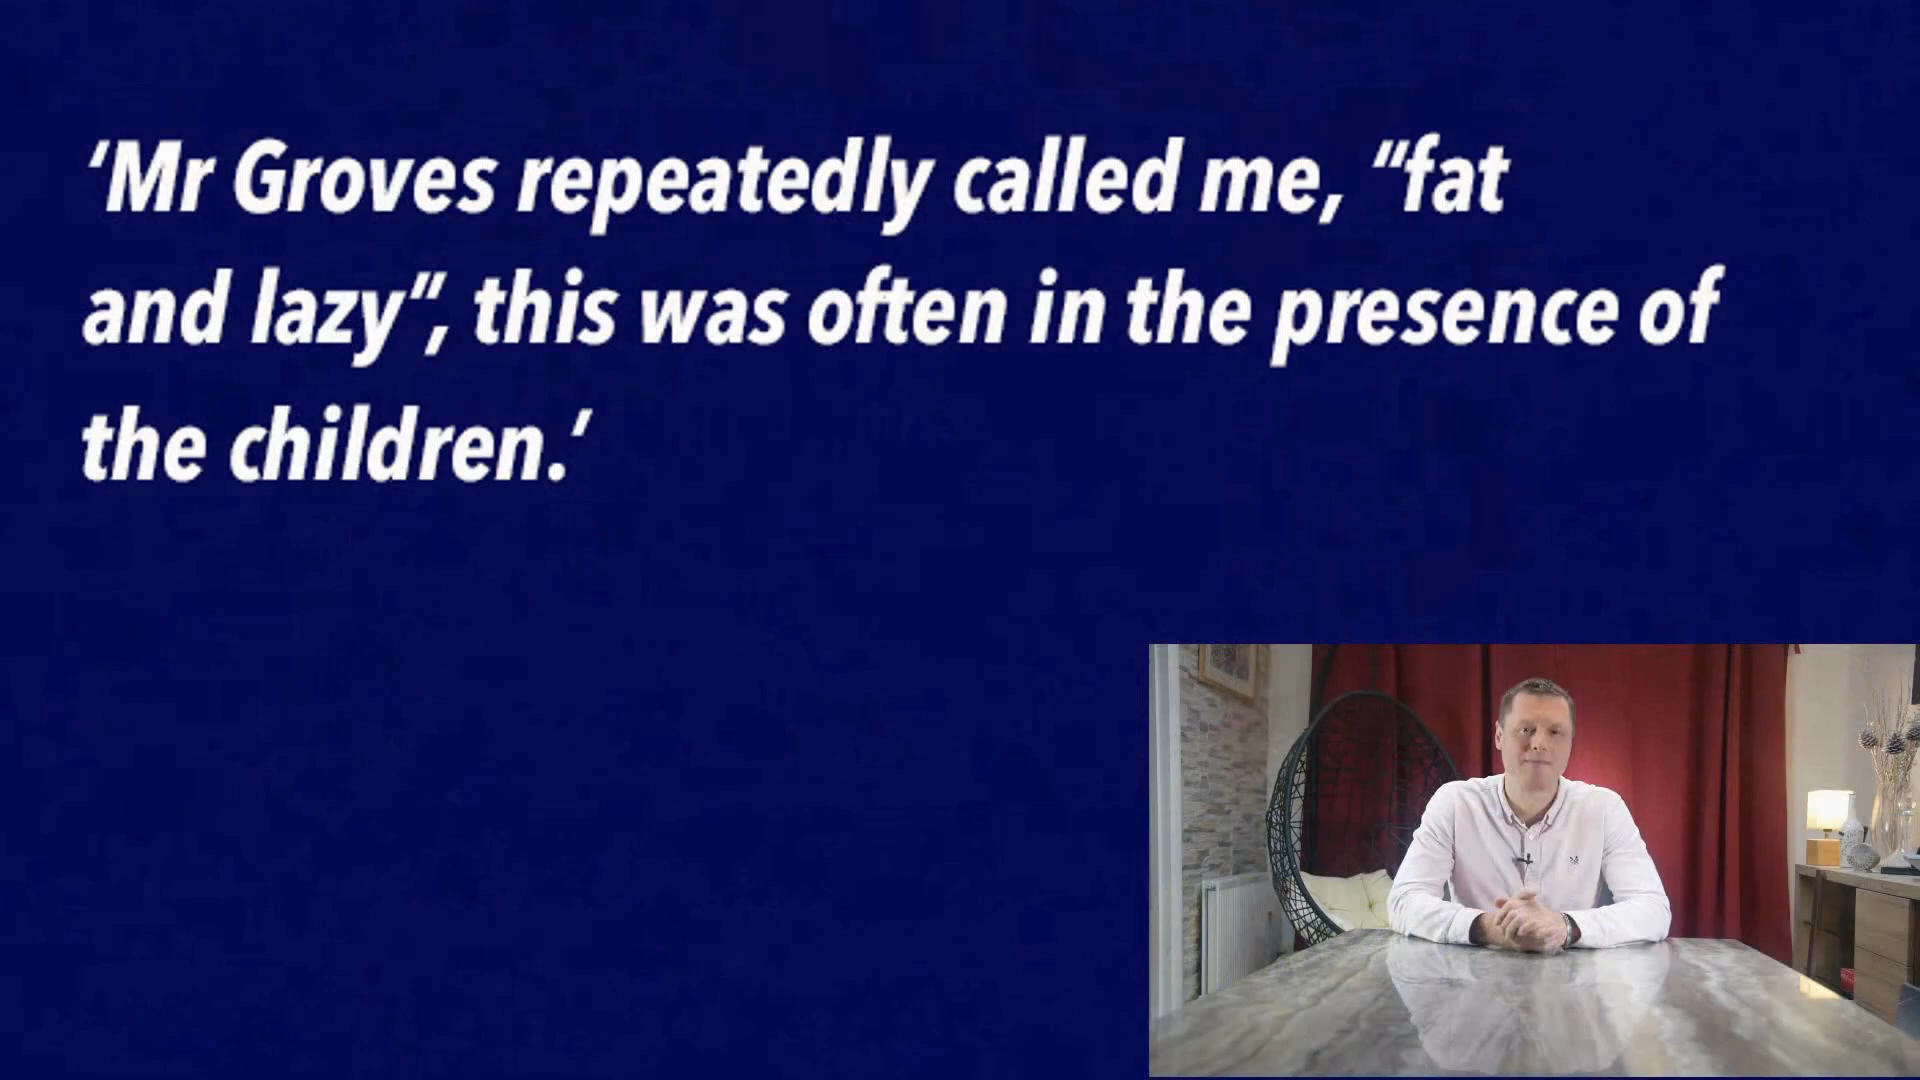 ‘Mr Groves repeatedly called me, “fat
and lazy”, this was often in the presence of
the children.’